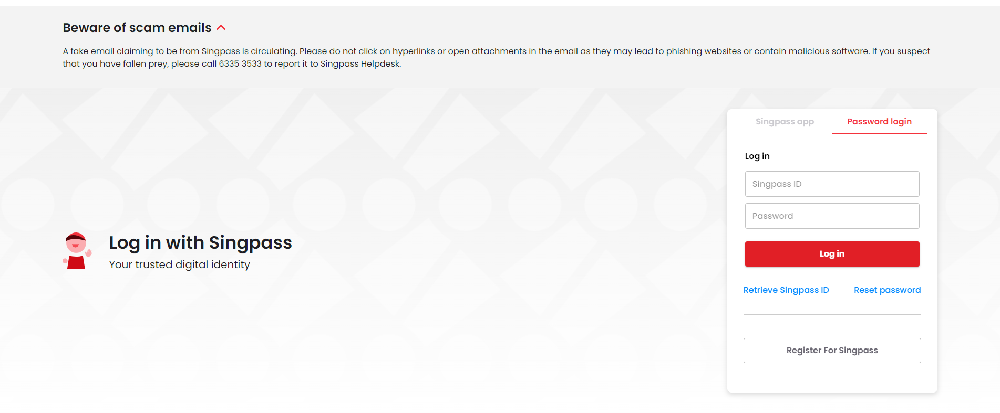 Beware of scam emails
A fake email claiming to be from Singpass is circulating. Please do not click on hyperlinks or open attachments in the email as they may lead to phishing websites or contain malicious software. If you suspect
that you have fallen prey, please call 6335 3533 to report it to Singpass Helpdesk.
Log in with Singpass
Your trusted digital identity
Singpass app
Password login
Log in
Singpass ID
Password
Log in
Retrieve Singpass ID
Reset password
Register For Singpass